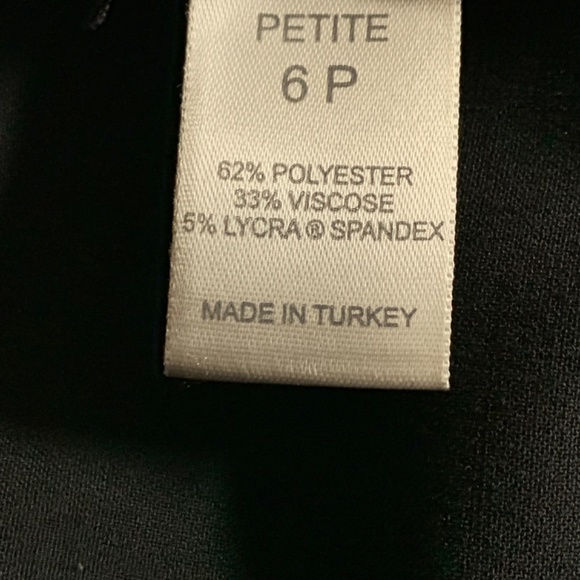 PETITE
6 P
62% POLYESTER
33% VISCOSE
5% LYCRA ® SPANDEX
MADE IN TURKEY